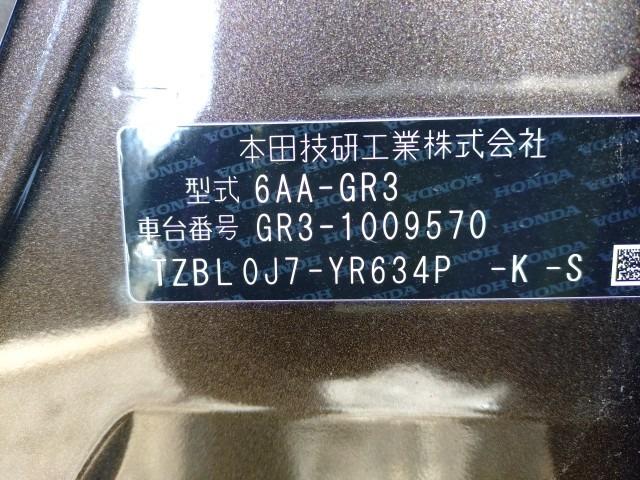 本田技研工業株式会社
型式 6AA-GR3
車台番号 GR3-1009570
TZBL0J7-YR634P -K -S